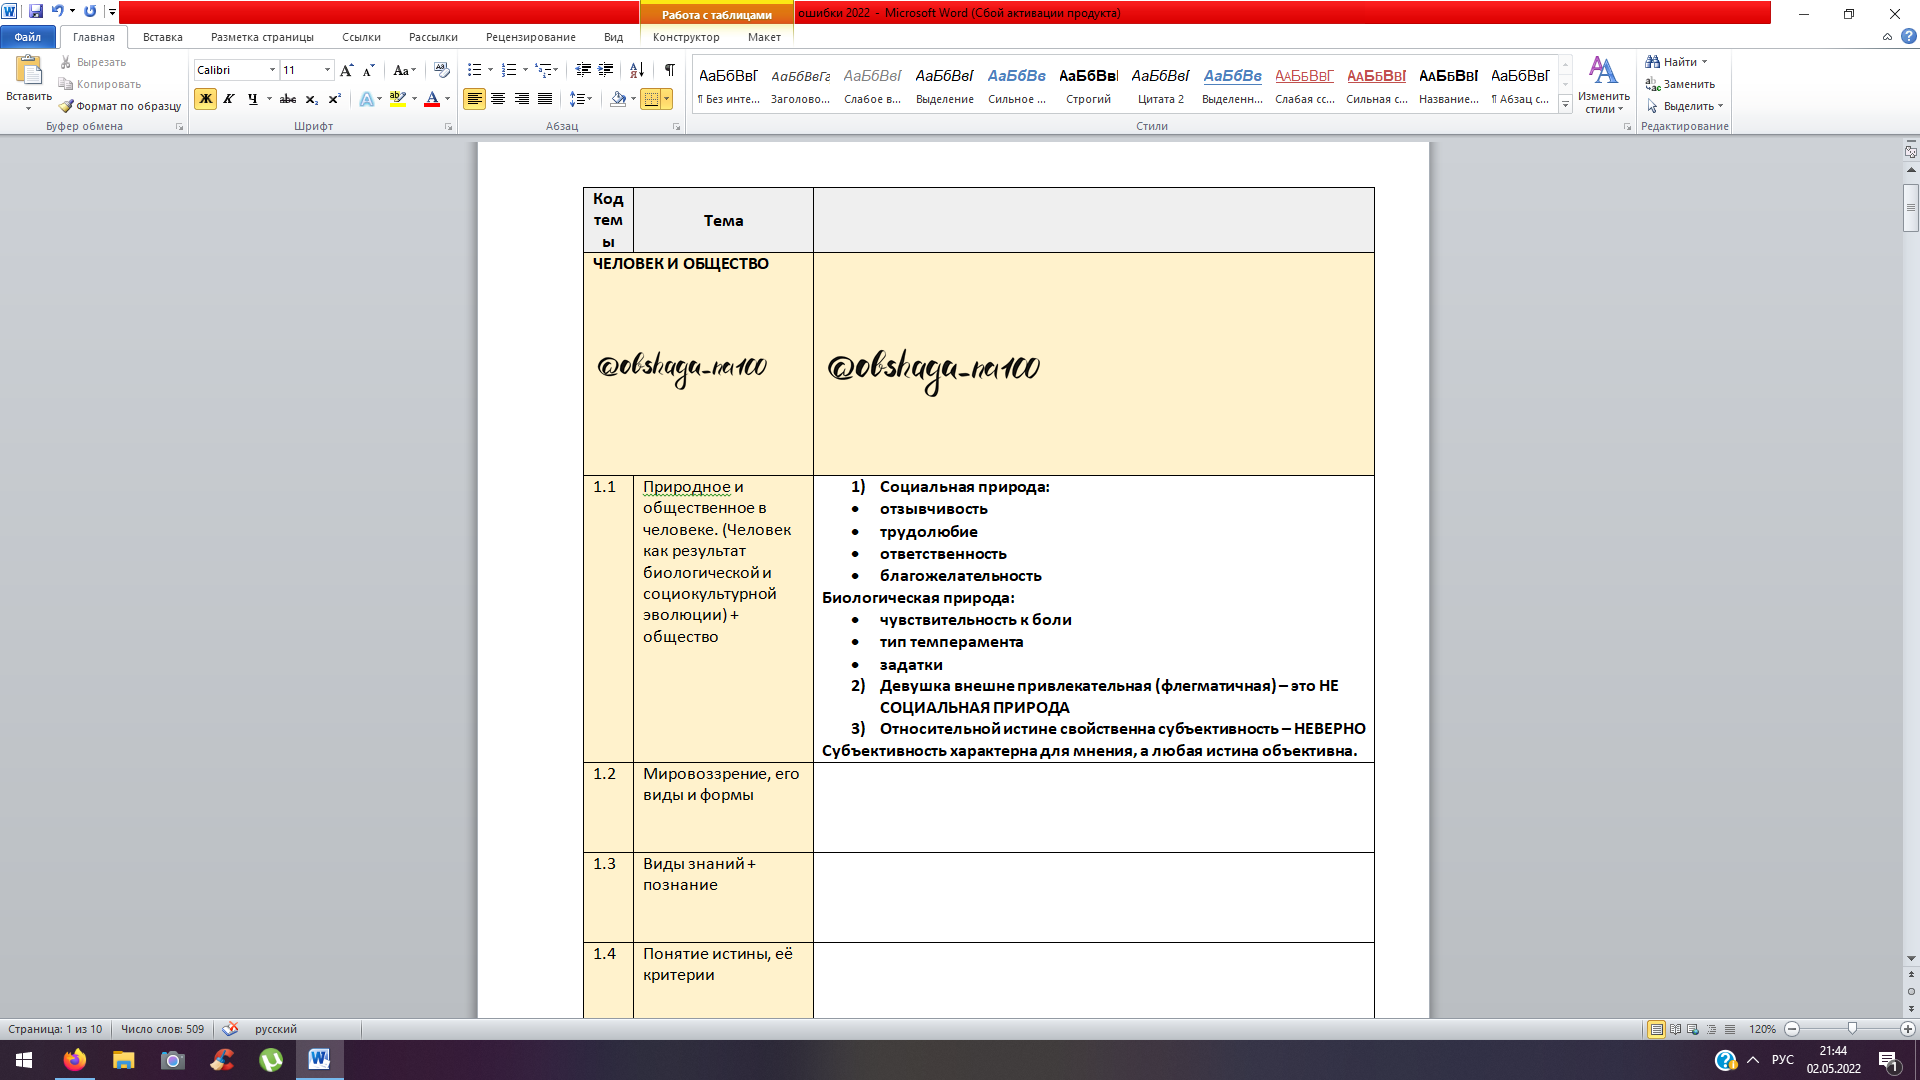 Работа с таблицами
ошибки 2022 - Microsoft Word (Сбой активации продукта)
Файл Главная Вставка Разметка страницы Ссылки Рассылки Рецензирование Вид Конструктор Макет
Вставить
Вырезать
Копировать
Формат по образцу
Буфер обмена
Calibri 11
Ж К Ч abc x₂ x²
Шрифт
Абзац
АаБбВвГ АаБбВвГг АаБбВвГ АаБбВвГ АаБбВв АаБбВвІ АаБбВвГ АаБбВв АаБбВвГ АаБбВвГ АаБбВвГ АаБбВвГ
¶ Без инте... Заголово... Слабое в... Выделение Сильное ... Строгий Цитата 2 Выделенн... Слабая сс... Сильная с... Название... ¶ Абзац с...
Стили
Изменить
стили
Найти
Заменить
Выделить
Редактирование
Код
тем
ы
Тема
ЧЕЛОВЕК И ОБЩЕСТВО
@obshaga_na100
@obshaga_na100
1.1
Природное и
общественное в
человеке. (Человек
как результат
биологической и
социокультурной
эволюции) +
общество
1) Социальная природа:
• отзывчивость
• трудолюбие
• ответственность
• благожелательность
Биологическая природа:
• чувствительность к боли
• тип темперамента
• задатки
2) Девушка внешне привлекательная (флегматичная) – это НЕ
СОЦИАЛЬНАЯ ПРИРОДА
3) Относительной истине свойственна субъективность – НЕВЕРНО
Субъективность характерна для мнения, а любая истина объективна.
1.2
Мировоззрение, его
виды и формы
1.3
Виды знаний +
познание
1.4
Понятие истины, её
критерии
Страница: 1 из 10 Число слов: 509 русский
120%
РУС
21:44
02.05.2022
1